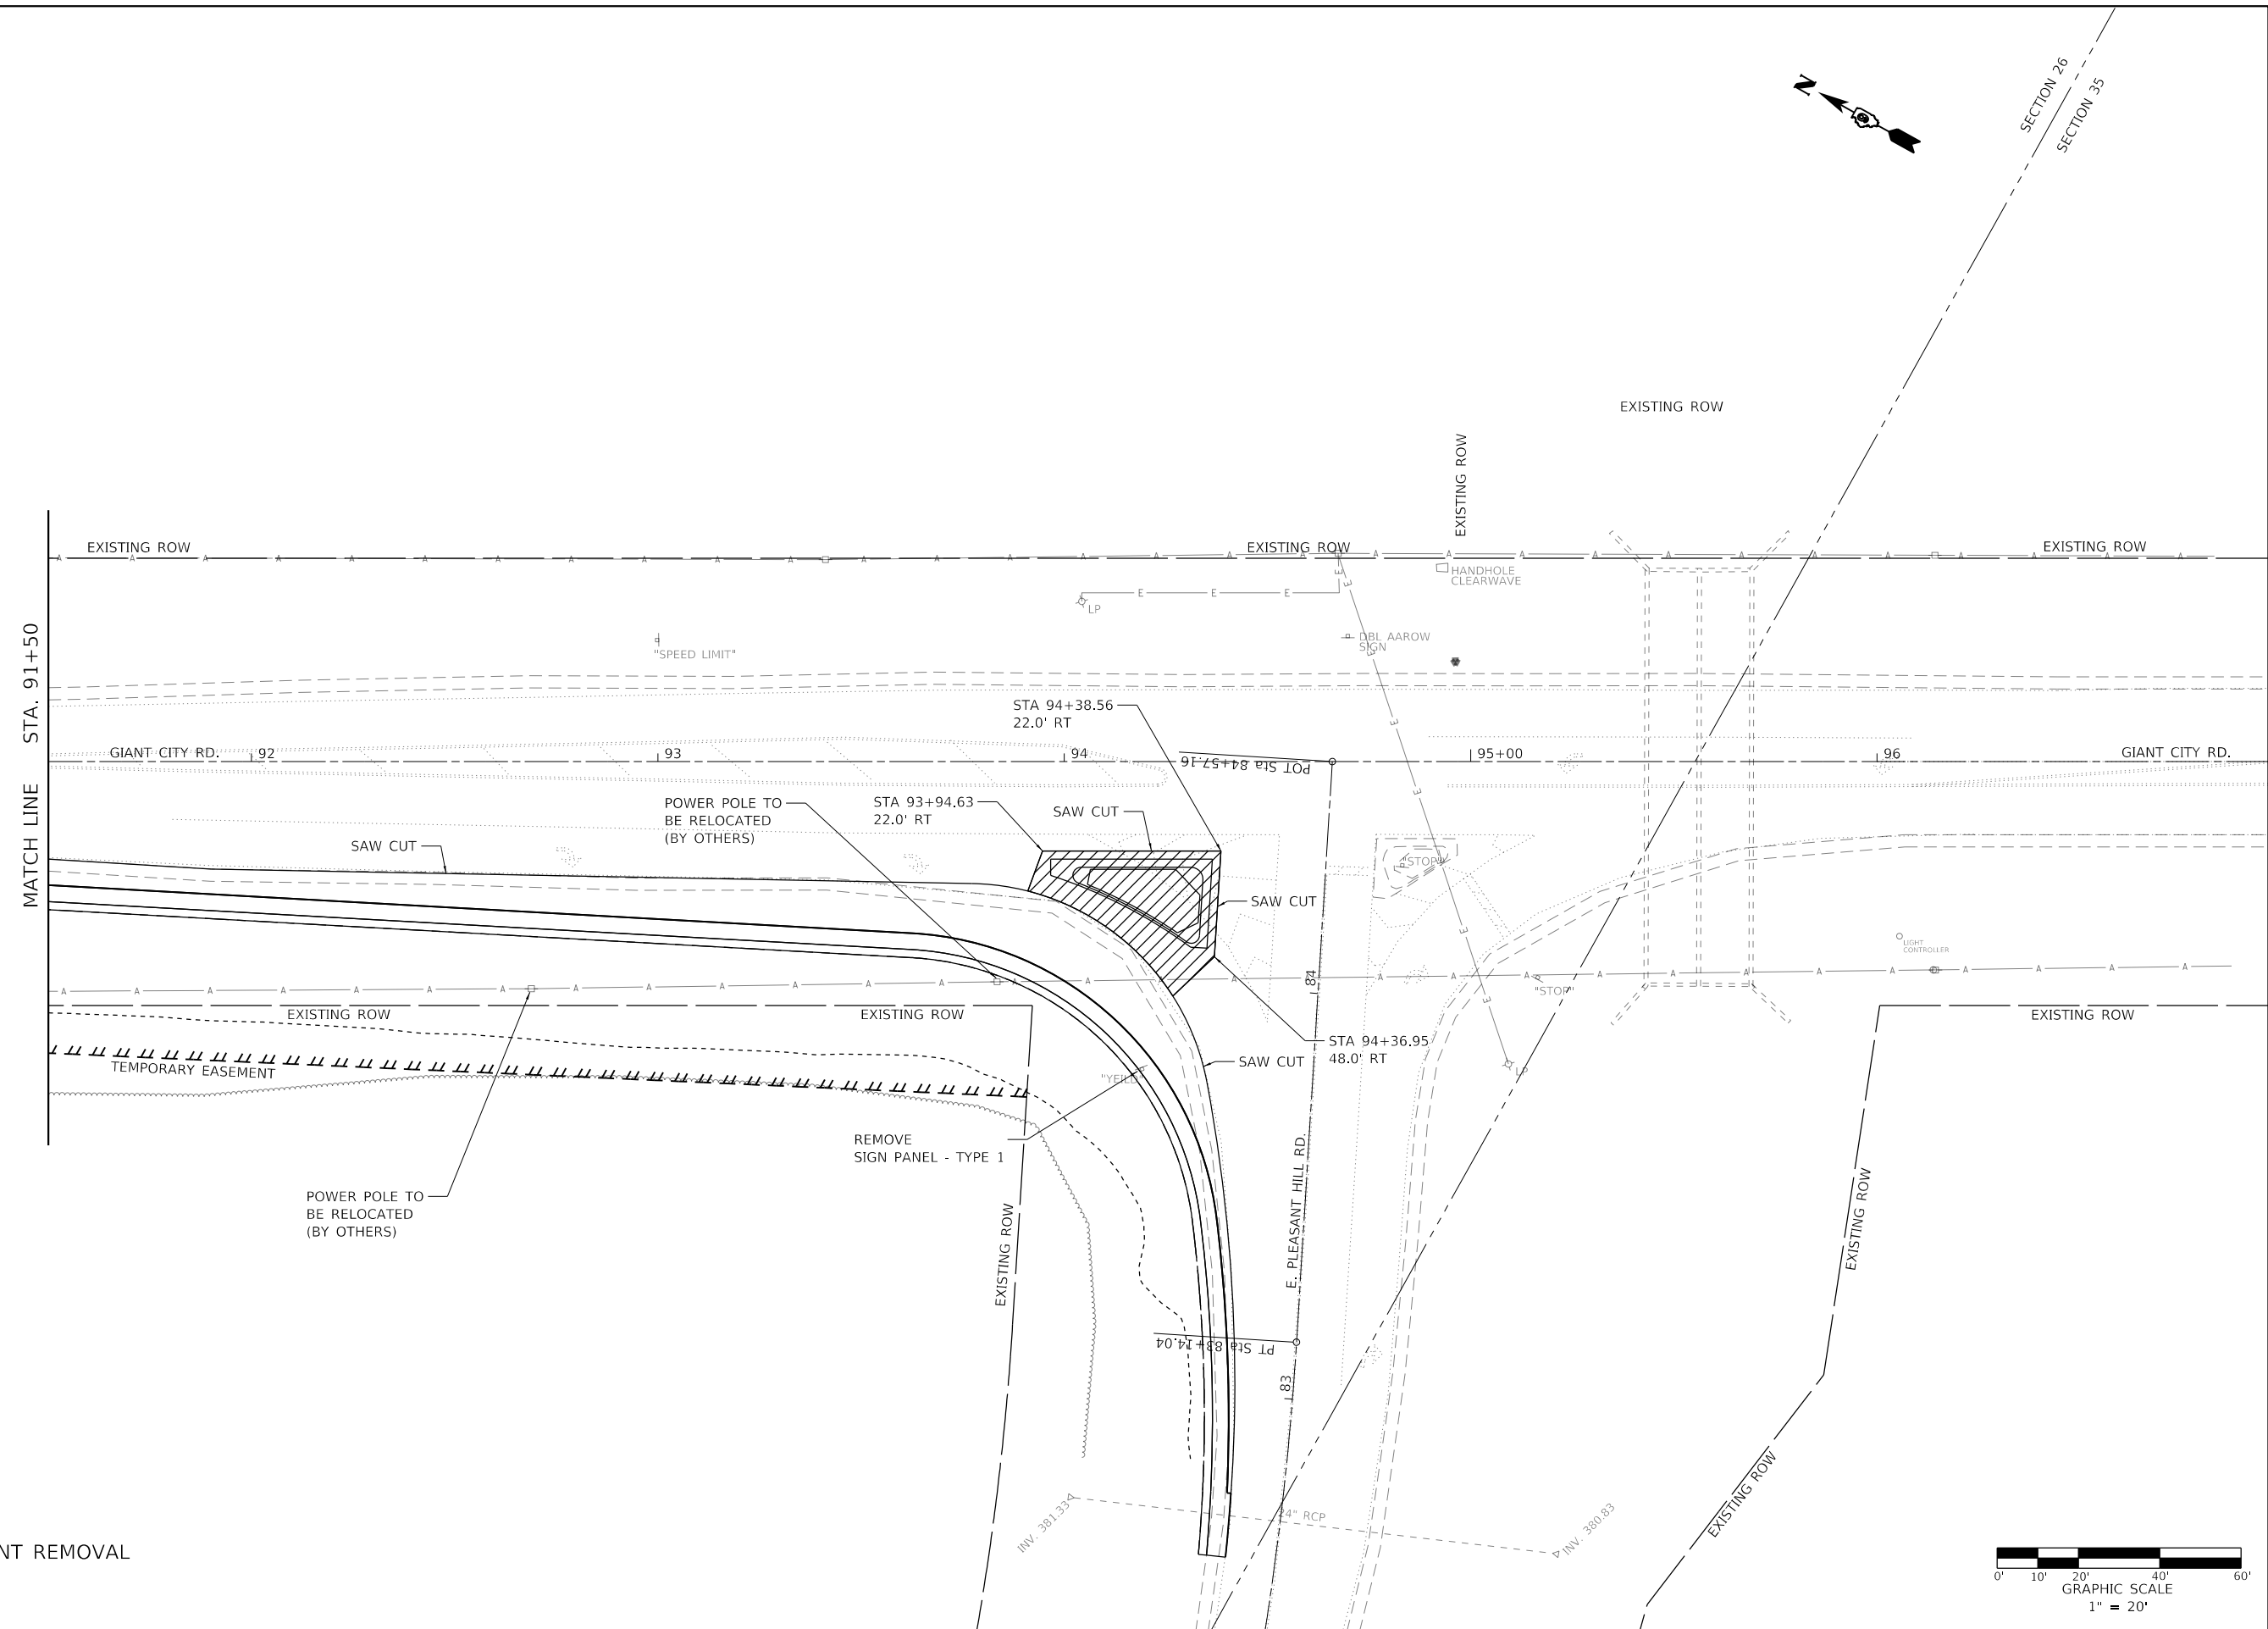 N
SECTION 26
SECTION 35
EXISTING ROW
EXISTING ROW
EXISTING ROW
EXISTING ROW
EXISTING ROW
HANDHOLE
CLEARWAVE
LP
"SPEED LIMIT"
DBL AAROW
SIGN
MATCH LINE STA. 91+50
STA 94+38.56
22.0' RT
GIANT CITY RD.
92
93
94
95+00
96
GIANT CITY RD.
POT Sta 84+57.16
POWER POLE TO
BE RELOCATED
(BY OTHERS)
STA 93+94.63
22.0' RT
SAW CUT
SAW CUT
"STOP"
SAW CUT
LIGHT
CONTROLLER
84
"STOP"
EXISTING ROW
EXISTING ROW
EXISTING ROW
STA 94+36.95
48.0' RT
SAW CUT
TEMPORARY EASEMENT
"YEILD"
LP
REMOVE
SIGN PANEL - TYPE 1
POWER POLE TO
BE RELOCATED
(BY OTHERS)
EXISTING ROW
E. PLEASANT HILL RD.
EXISTING ROW
PT Sta 83+14.04
83
EXISTING ROW
INV. 381.33
24" RCP
INV. 380.83
NT REMOVAL
0' 10' 20' 40' 60'
GRAPHIC SCALE
1" = 20'